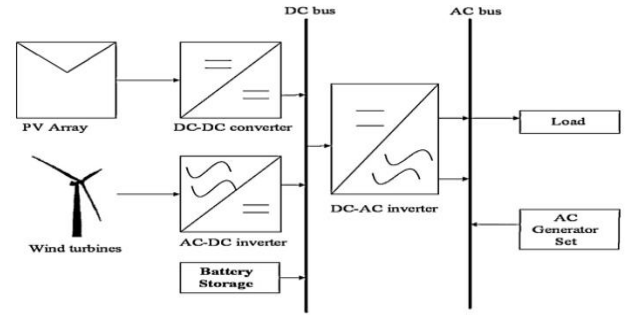 DC bus
AC bus
PV Array
DC-DC converter
Load
Wind turbines
AC-DC inverter
DC-AC inverter
AC
Generator
Set
Battery
Storage